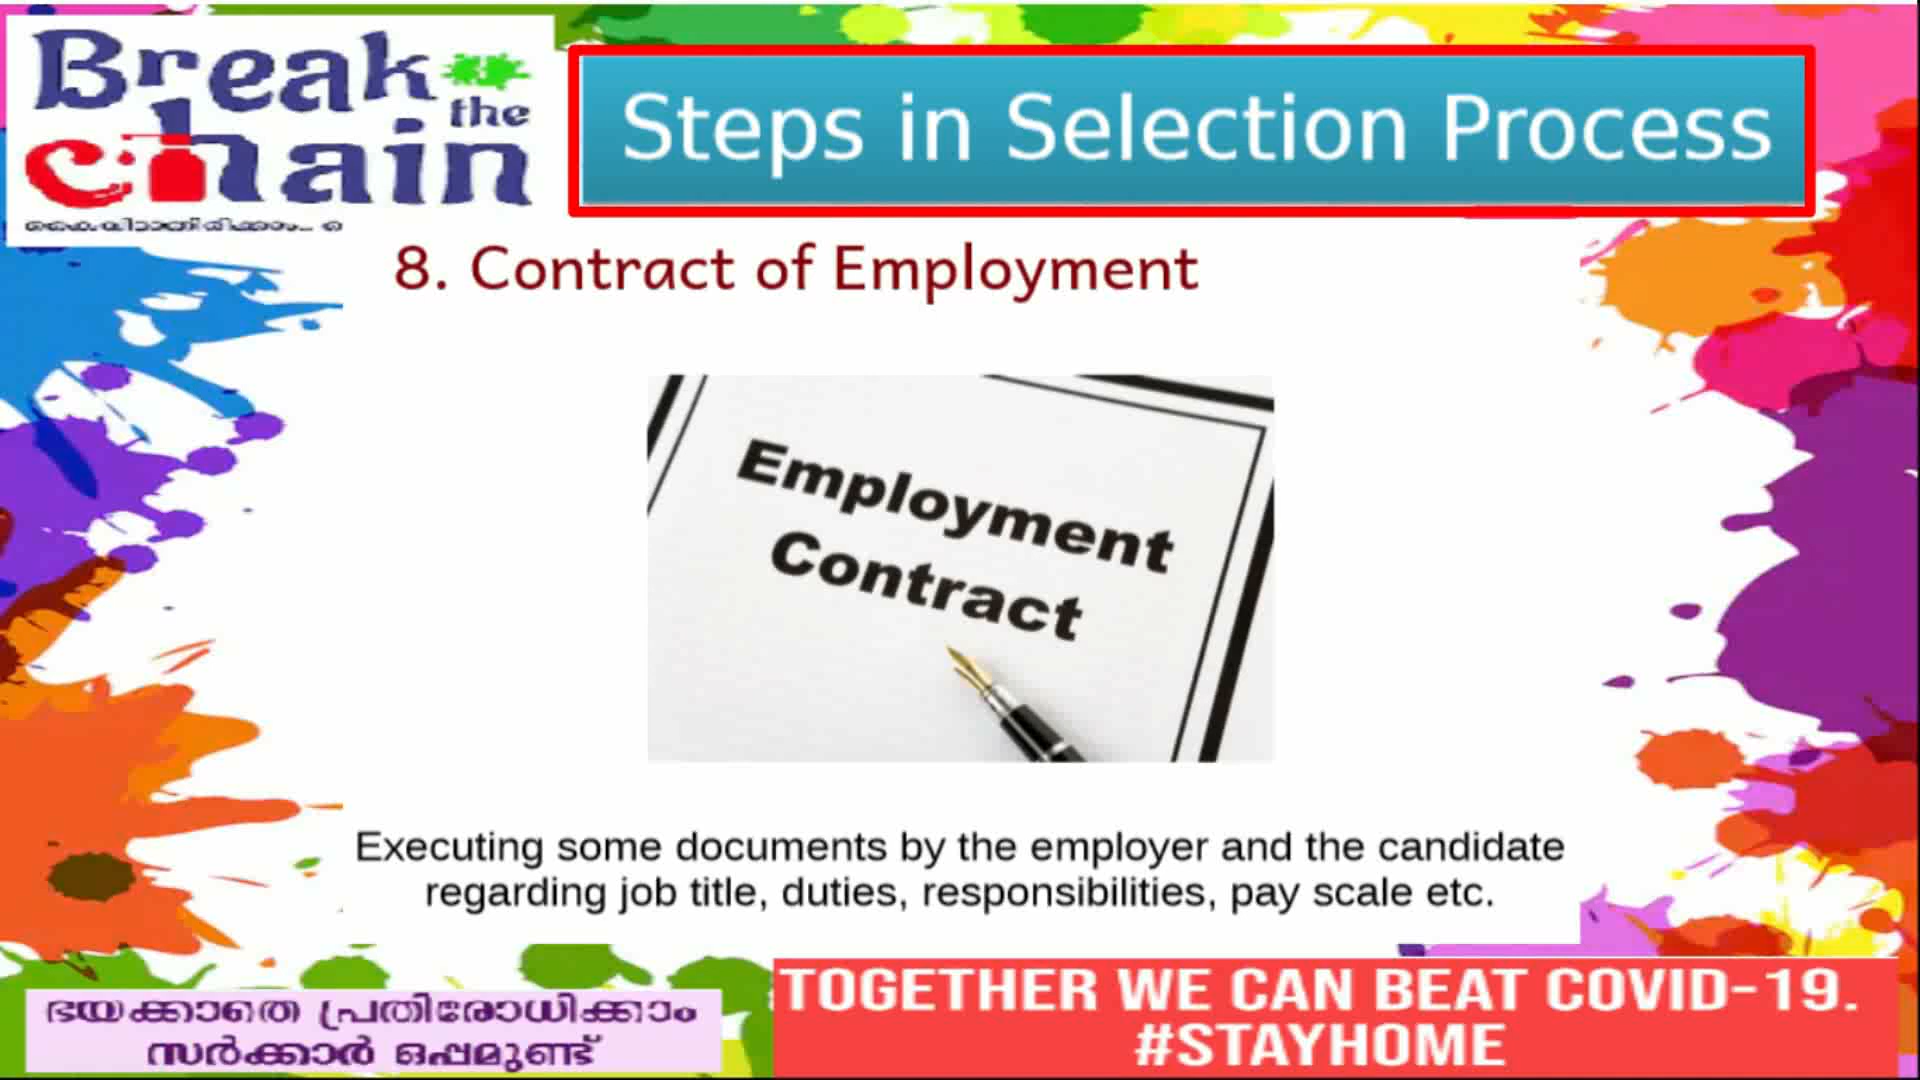 Break
the
chain
Steps in Selection Process
8. Contract of Employment
Employment
Contract
Executing some documents by the employer and the candidate
regarding job title, duties, responsibilities, pay scale etc.
ഭയക്കാതെ പ്രതിരോധിക്കാം
സർക്കാർ ഒപ്പമുണ്ട്
TOGETHER WE CAN BEAT COVID-19.
#STAYHOME